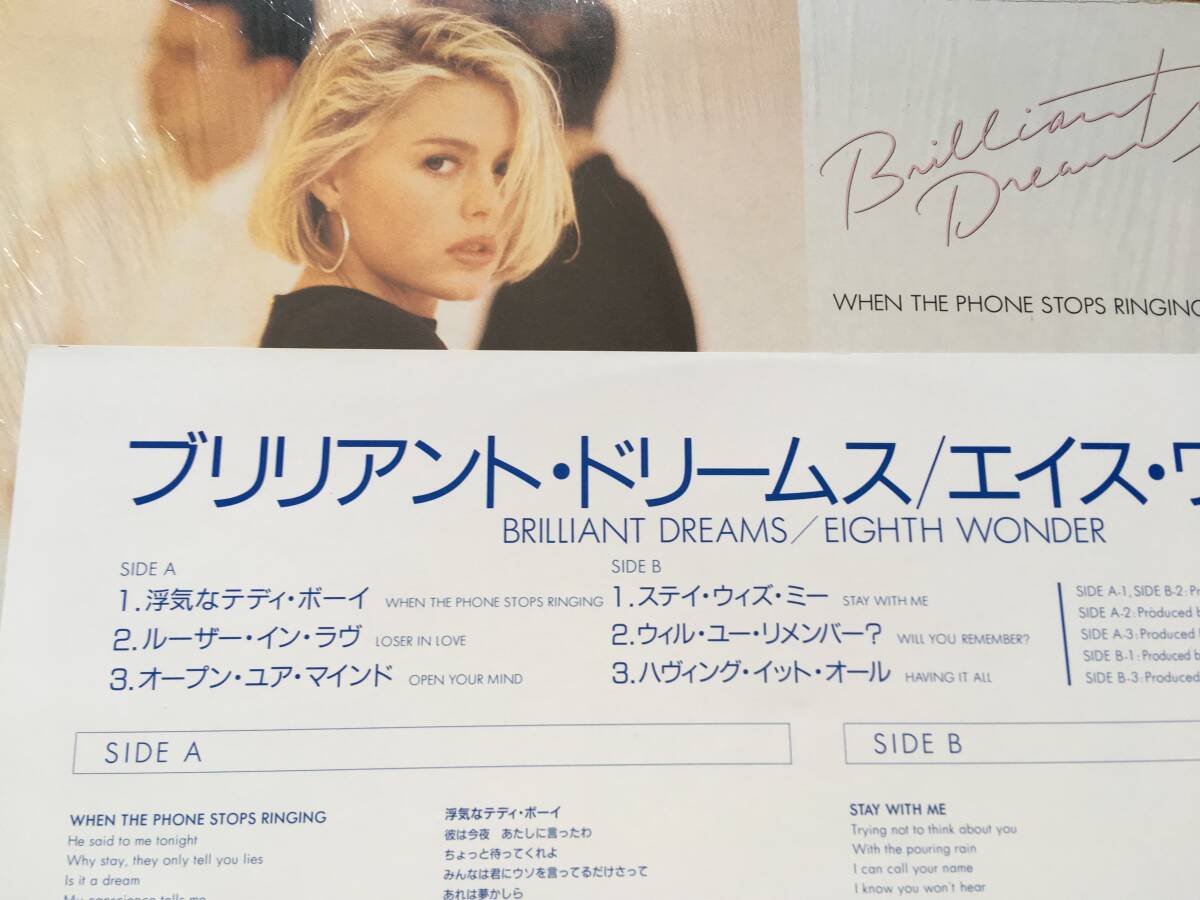 Brilliant
Dreams
WHEN THE PHONE STOPS RINGING
ブリリアント・ドリームス/エイス・ワ
BRILLIANT DREAMS/EIGHTH WONDER
SIDE A
1.浮気なテディ・ボーイ WHEN THE PHONE STOPS RINGING
2.ルーザー・イン・ラヴ LOSER IN LOVE
3.オープン・ユア・マインド OPEN YOUR MIND
SIDE B
1.ステイ・ウィズ・ミー STAY WITH ME
2.ウィル・ユー・リメンバー? WILL YOU REMEMBER?
3.ハヴィング・イット・オール HAVING IT ALL
SIDE A-1, SIDE B-2:Pr
SIDE A-2:Produced b
SIDE A-3:Produced
SIDE B-1:Produced by
SIDE B-3:Produced
SIDE A
WHEN THE PHONE STOPS RINGING
He said to me tonight
Why stay, they only tell you lies
Is it a dream
My conscience tells me
浮気なテディ・ボーイ
彼は今夜 あたしに言ったわ
ちょっと待ってくれよ
みんなは君にウソを言ってるだけさって
あれは夢かしら
SIDE B
STAY WITH ME
Trying not to think about you
With the pouring rain
I can call your name
I know you won't hear